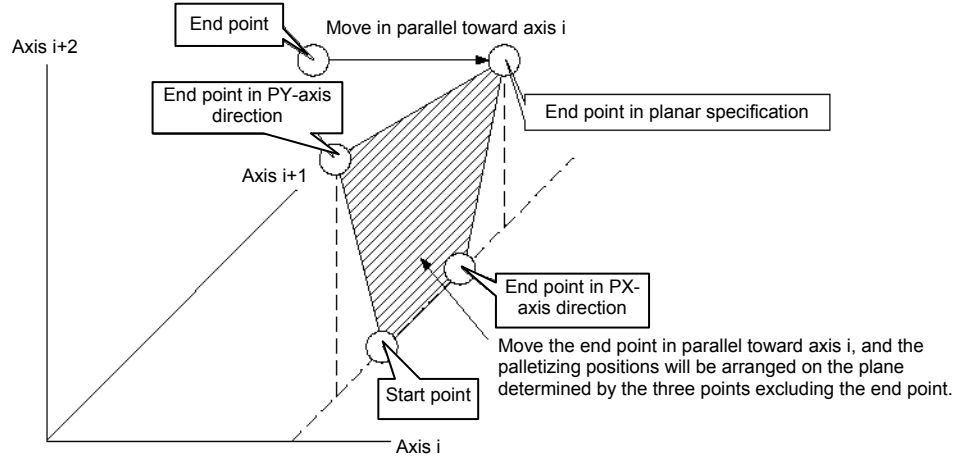 End point
Move in parallel toward axis i
Axis i+2
End point in PY-axis
direction
End point in planar specification
Axis i+1
End point in PX-
axis direction
Move the end point in parallel toward axis i, and the
palletizing positions will be arranged on the plane
determined by the three points excluding the end point.
Start point
Axis i